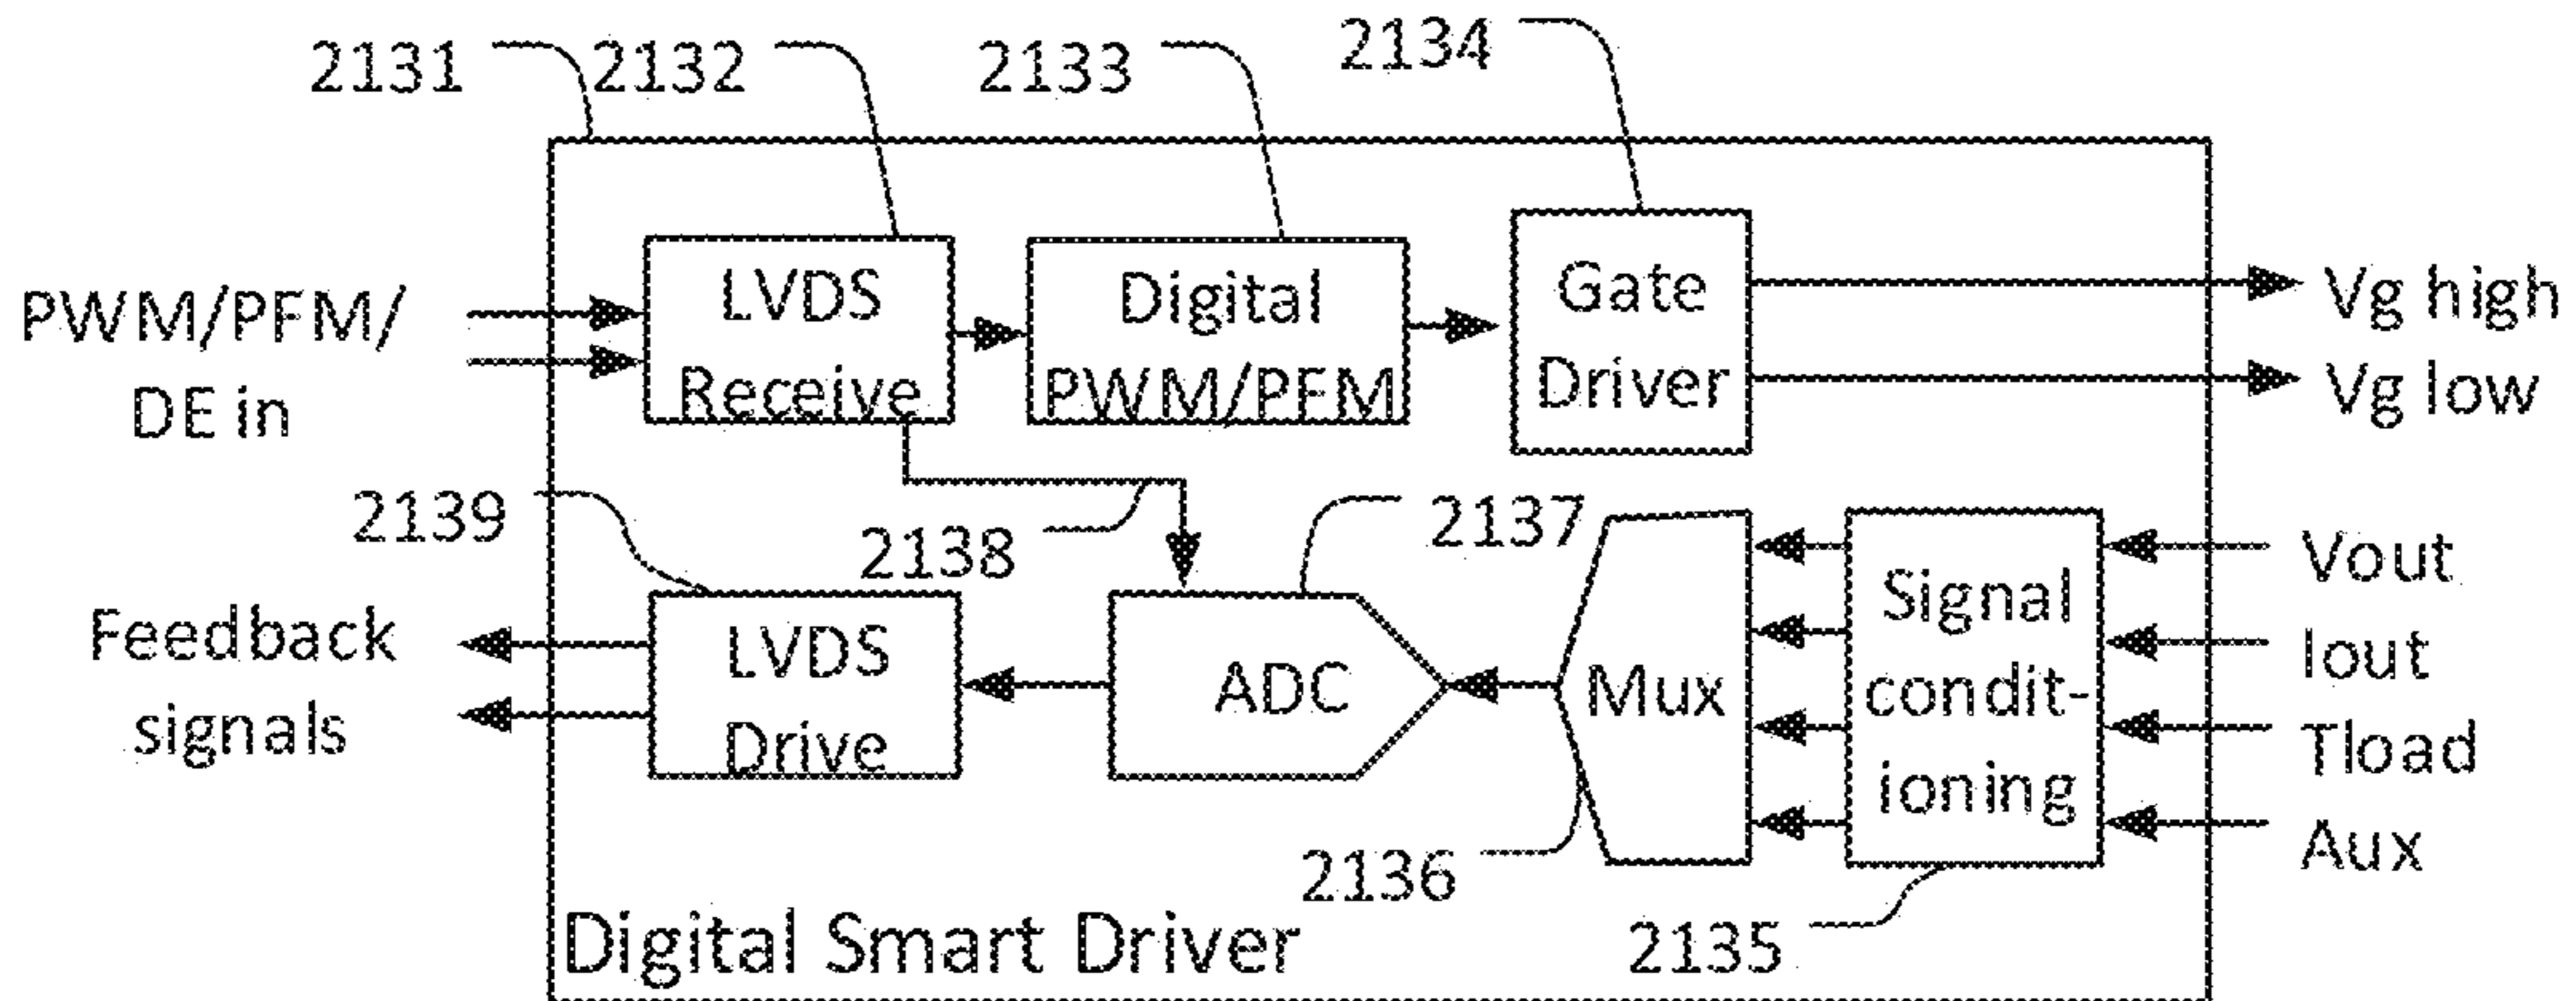 2131
2132
2133
2134
LVDS
Receive
Digital
PWM/PFM
Gate
Driver
PWM/PFM/
DE in
Vg high
Vg low
2139
2138
2137
Feedback
signals
LVDS
Drive
ADC
Mux
Signal
condit-
ioning
Vout
Iout
Tload
Aux
2136
2135
Digital Smart Driver